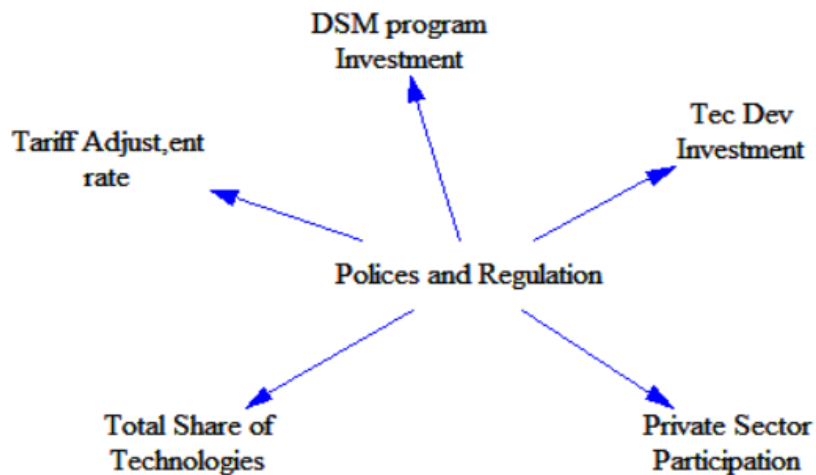 DSM program
Investment
Tec Dev
Investment
Tariff Adjust,ent
rate
Polices and Regulation
Total Share of
Technologies
Private Sector
Participation